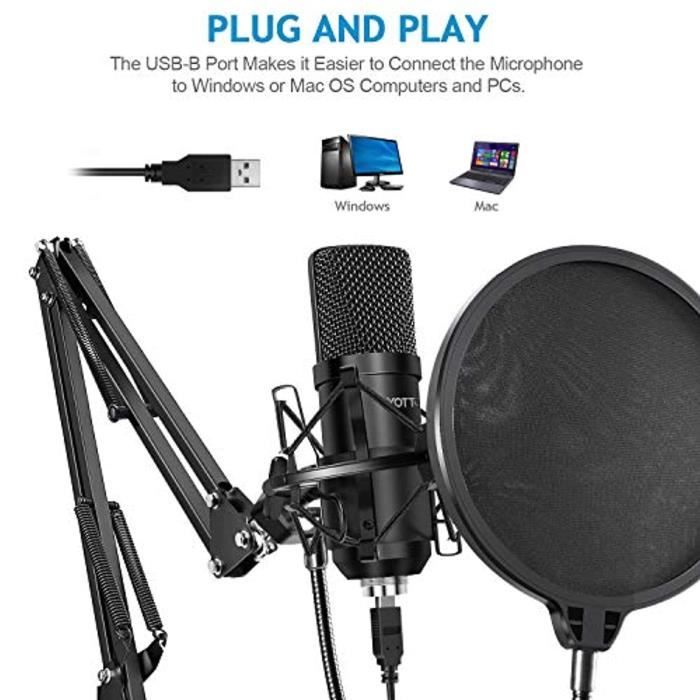 PLUG AND PLAY
The USB-B Port Makes it Easier to Connect the Microphone
to Windows or Mac OS Computers and PCs.
Windows
Mac